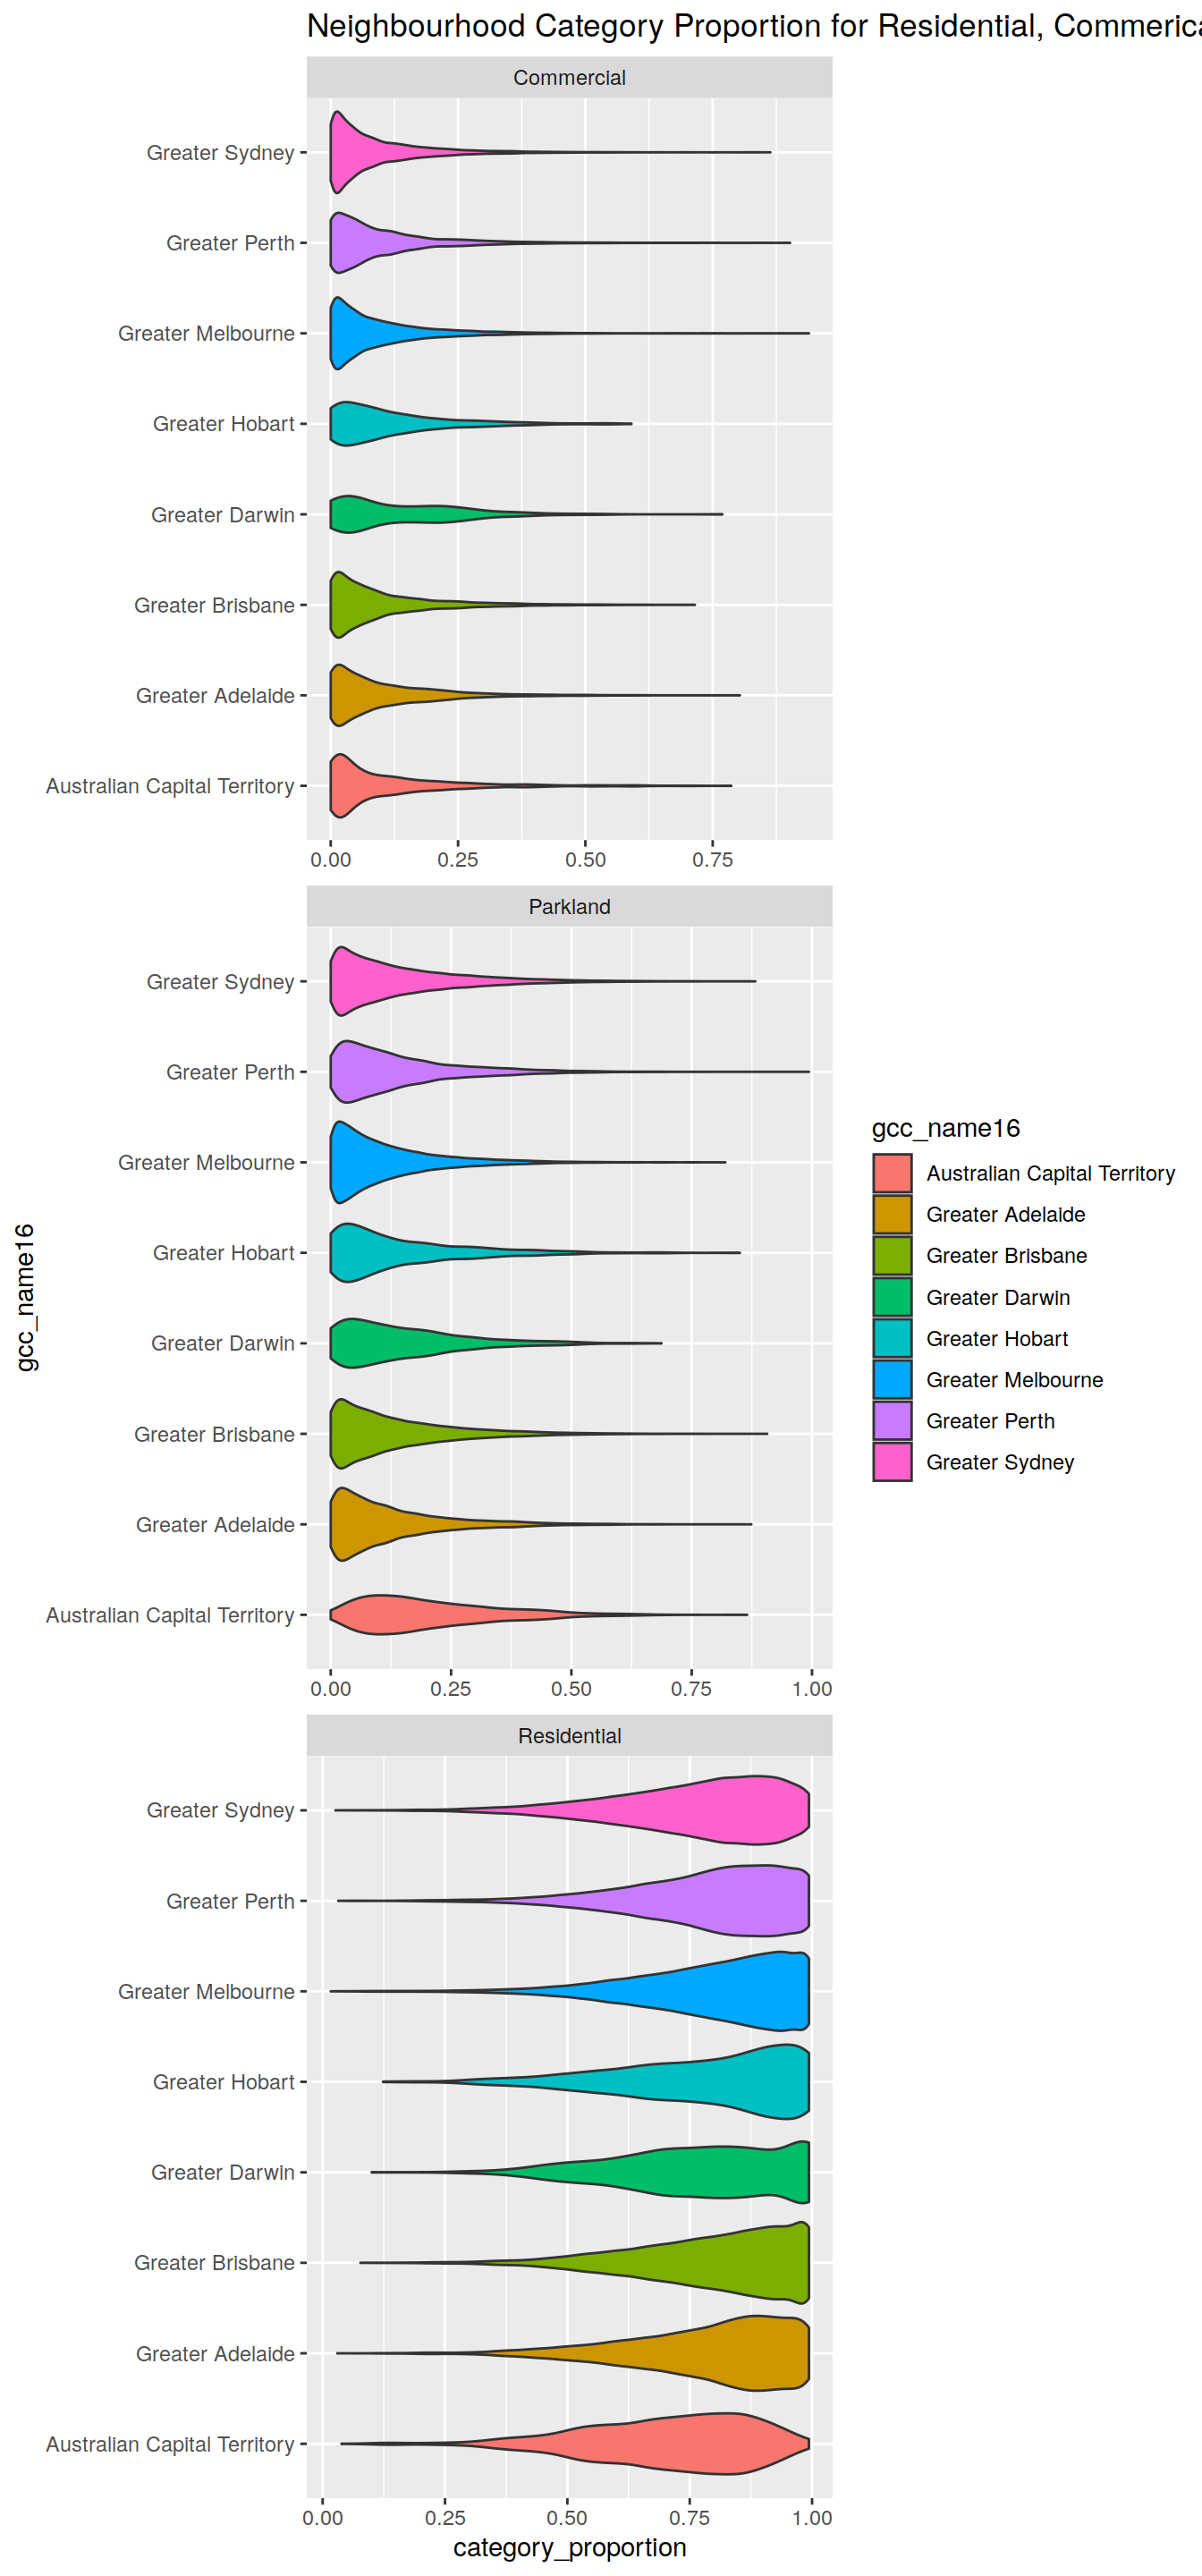 Neighbourhood Category Proportion for Residential, Commerica
Commercial
Greater Sydney
Greater Perth
Greater Melbourne
Greater Hobart
Greater Darwin
Greater Brisbane
Greater Adelaide
Australian Capital Territory
0.00 0.25 0.50 0.75
Parkland
Greater Sydney
Greater Perth
Greater Melbourne
Greater Hobart
Greater Darwin
Greater Brisbane
Greater Adelaide
Australian Capital Territory
0.00 0.25 0.50 0.75 1.00
Residential
Greater Sydney
Greater Perth
Greater Melbourne
Greater Hobart
Greater Darwin
Greater Brisbane
Greater Adelaide
Australian Capital Territory
0.00 0.25 0.50 0.75 1.00
category_proportion
gcc_name16
gcc_name16
Australian Capital Territory
Greater Adelaide
Greater Brisbane
Greater Darwin
Greater Hobart
Greater Melbourne
Greater Perth
Greater Sydney